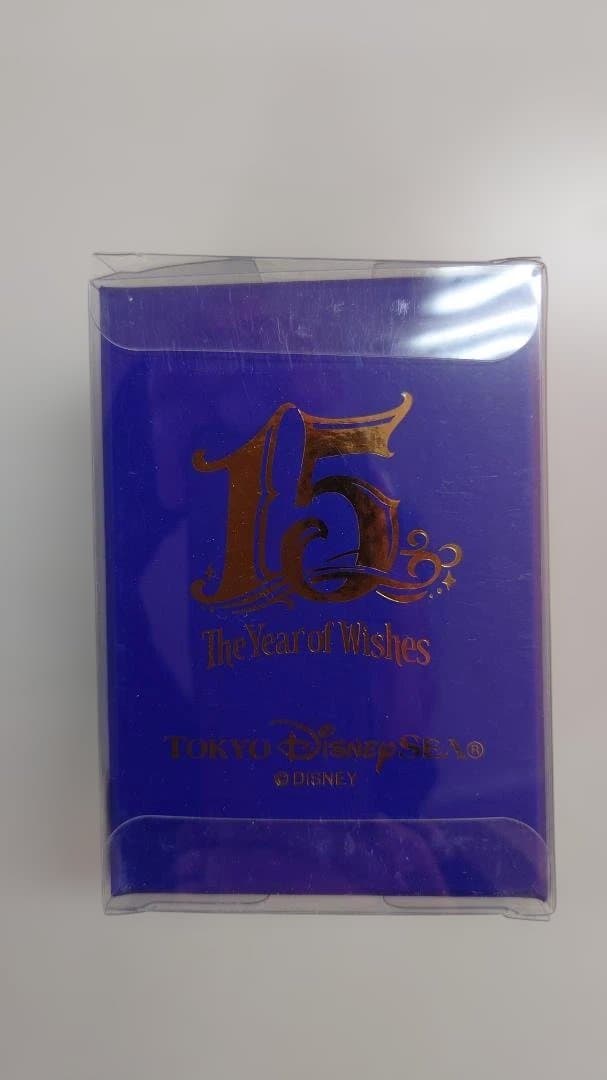 15
The Year of Wishes
TOKYO DISNEYSEA®
© DISNEY